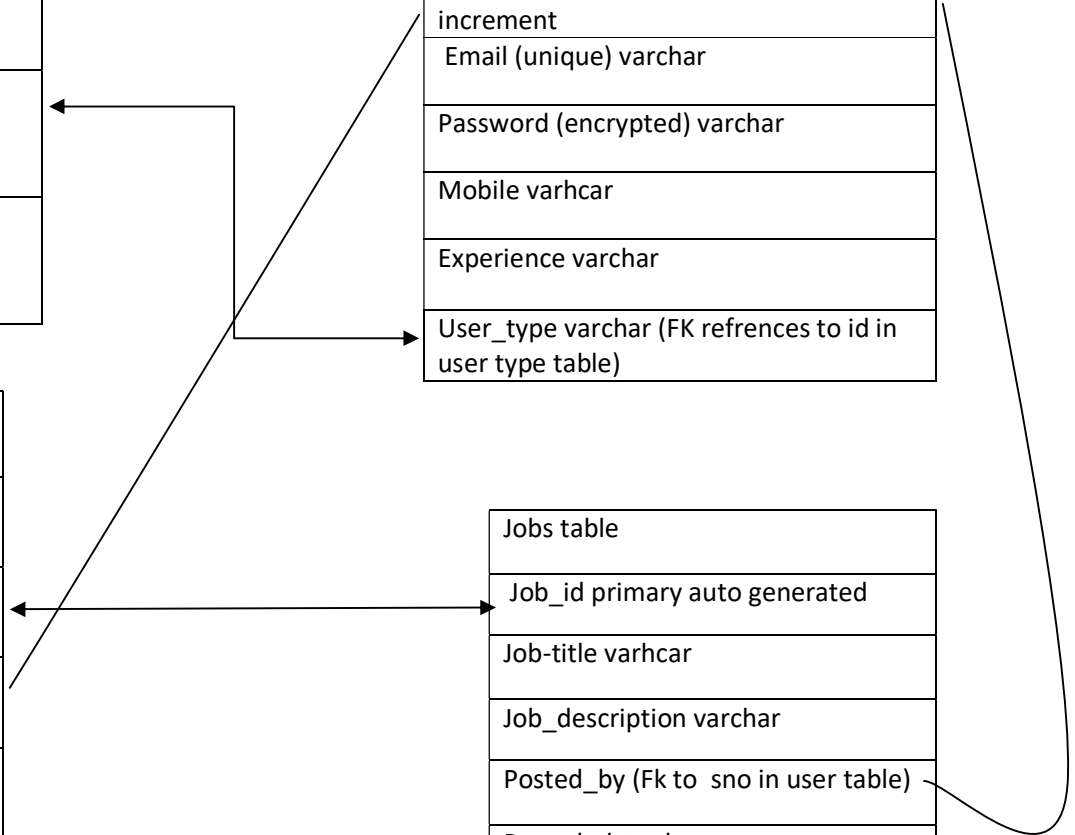 increment
Email (unique) varchar
Password (encrypted) varchar
Mobile varhcar
Experience varchar
User_type varchar (FK refrences to id in
user type table)
Jobs table
Job_id primary auto generated
Job-title varhcar
Job_description varchar
Posted_by (Fk to sno in user table)